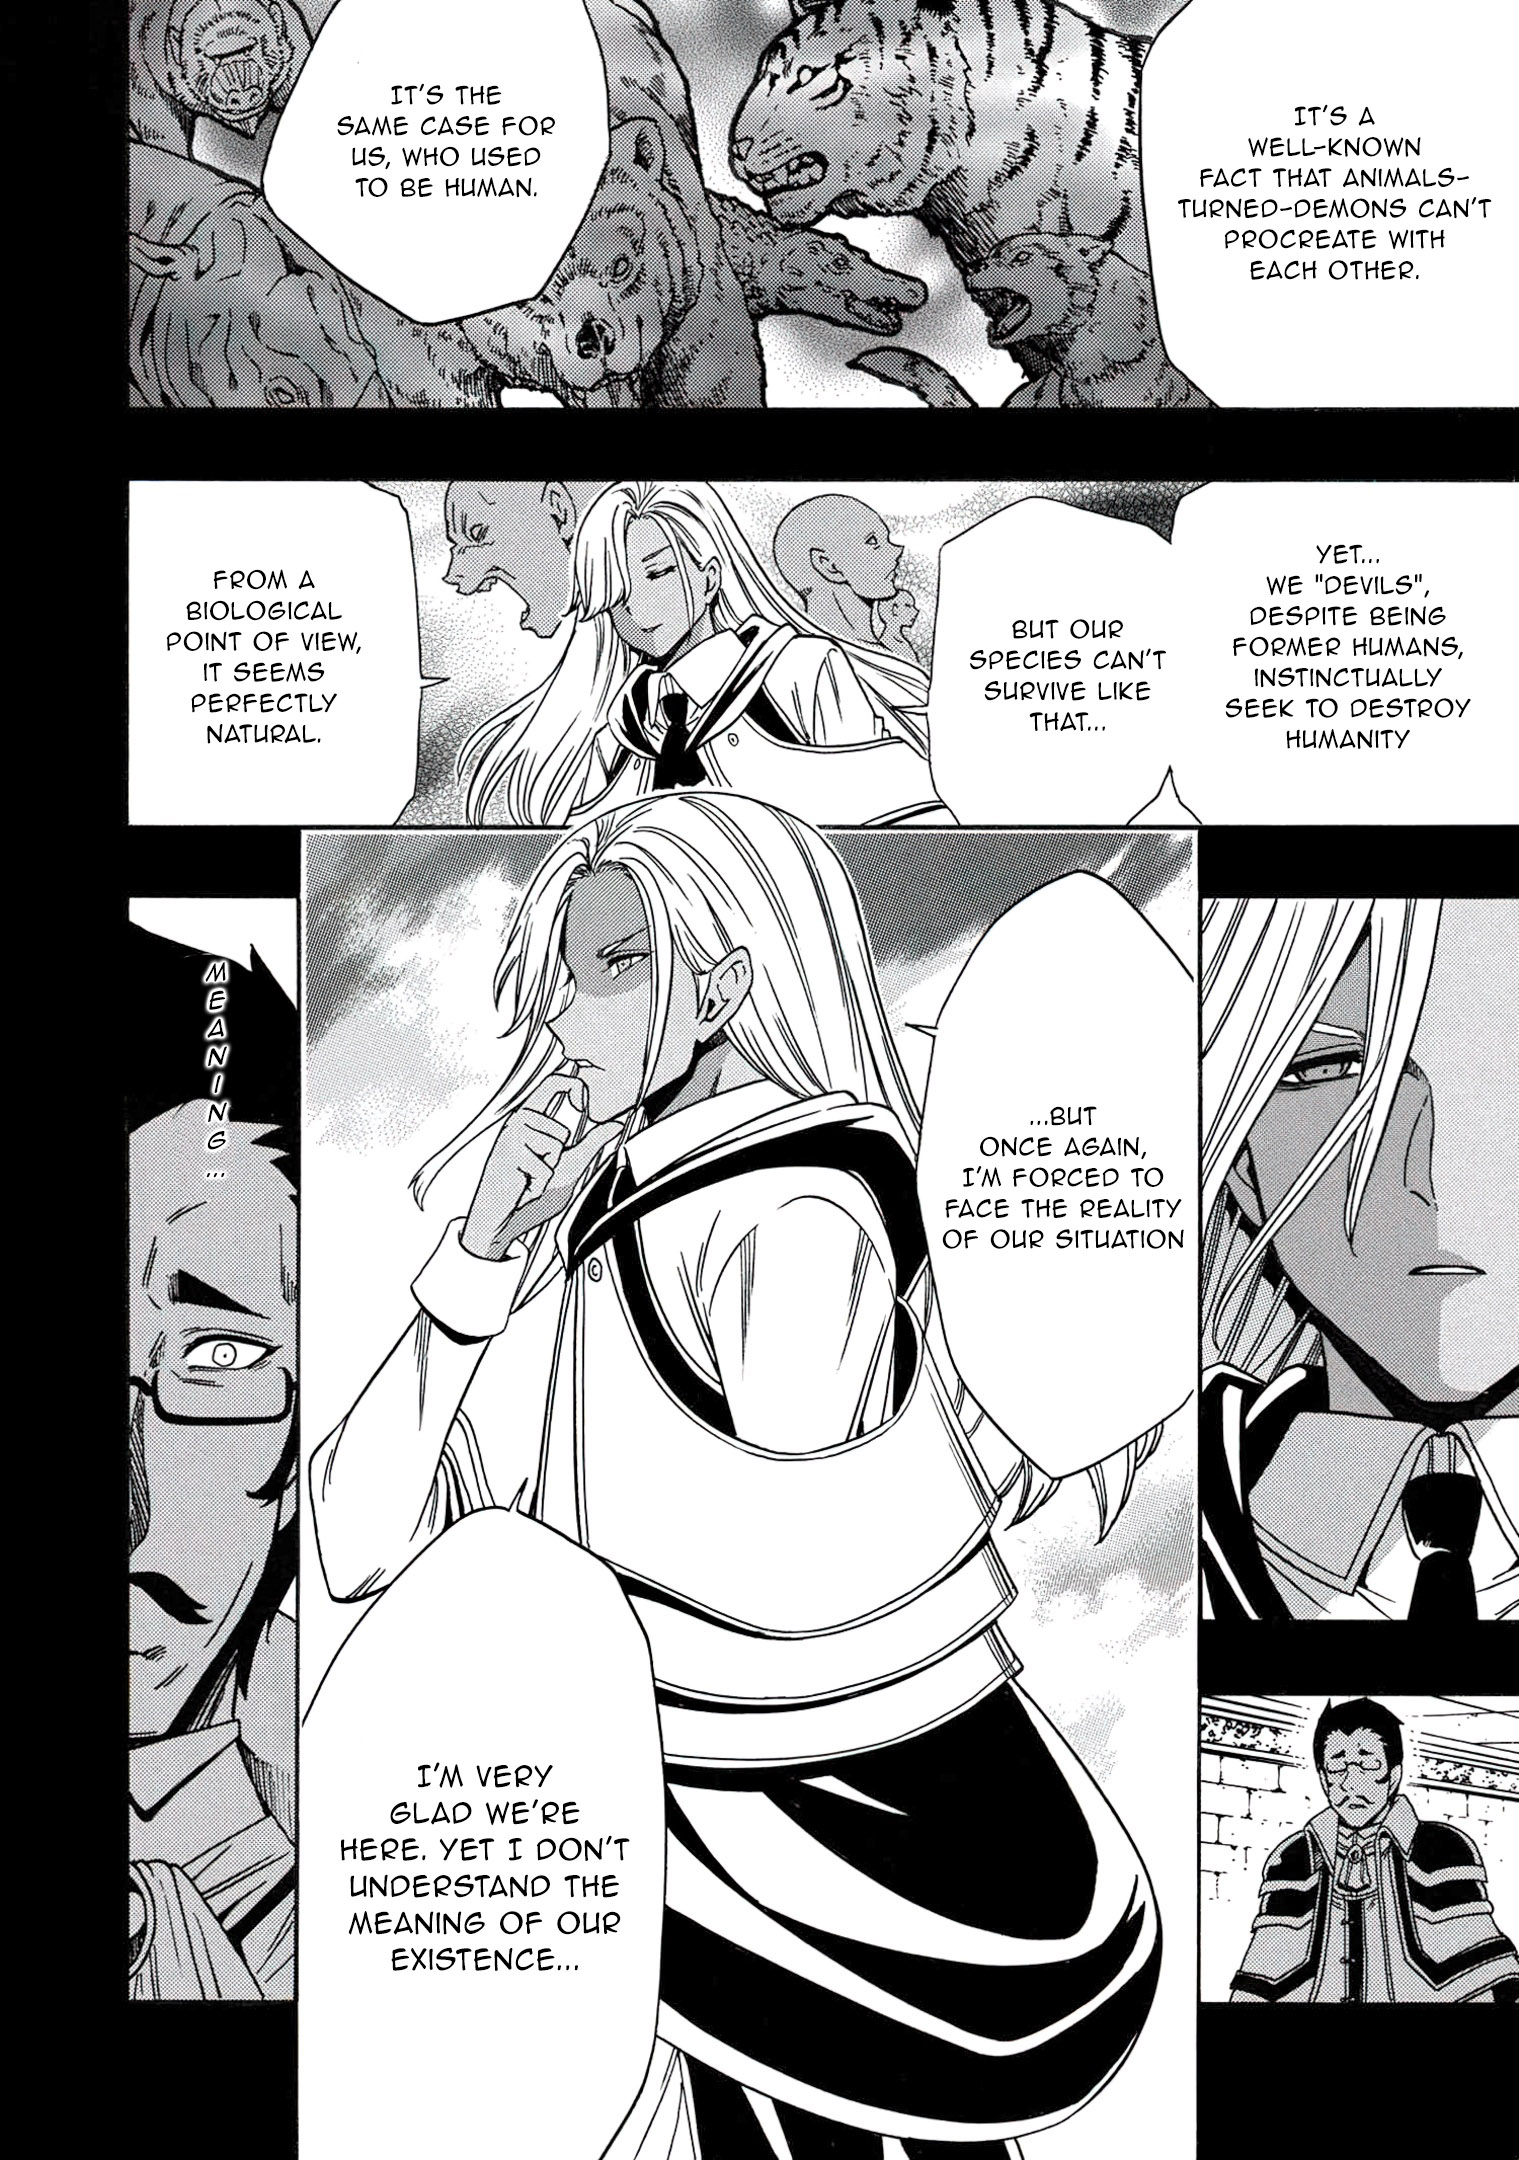 IT'S A
WELL-KNOWN
FACT THAT ANIMALS-
TURNED-DEMONS CAN'T
PROCREATE WITH
EACH OTHER.
IT'S THE
SAME CASE FOR
US, WHO USED
TO BE HUMAN.
YET...
WE "DEVILS",
DESPITE BEING
FORMER HUMANS,
INSTINCTUALLY
SEEK TO DESTROY
HUMANITY
BUT OUR
SPECIES CAN'T
SURVIVE LIKE
THAT...
FROM A
BIOLOGICAL
POINT OF VIEW,
IT SEEMS
PERFECTLY
NATURAL.
...BUT
ONCE AGAIN,
I'M FORCED TO
FACE THE REALITY
OF OUR SITUATION
I'M VERY
GLAD WE'RE
HERE. YET I DON'T
UNDERSTAND THE
MEANING OF OUR
EXISTENCE...
MEANING...